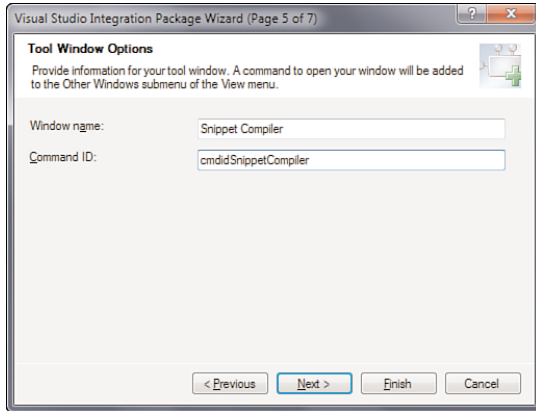 Visual Studio Integration Package Wizard (Page 5 of 7)
Tool Window Options
Provide information for your tool window. A command to open your window will be added
to the Other Windows submenu of the View menu.
Window name: Snippet Compiler
Command ID: cmdidSnippetCompiler
< Previous Next > Finish Cancel